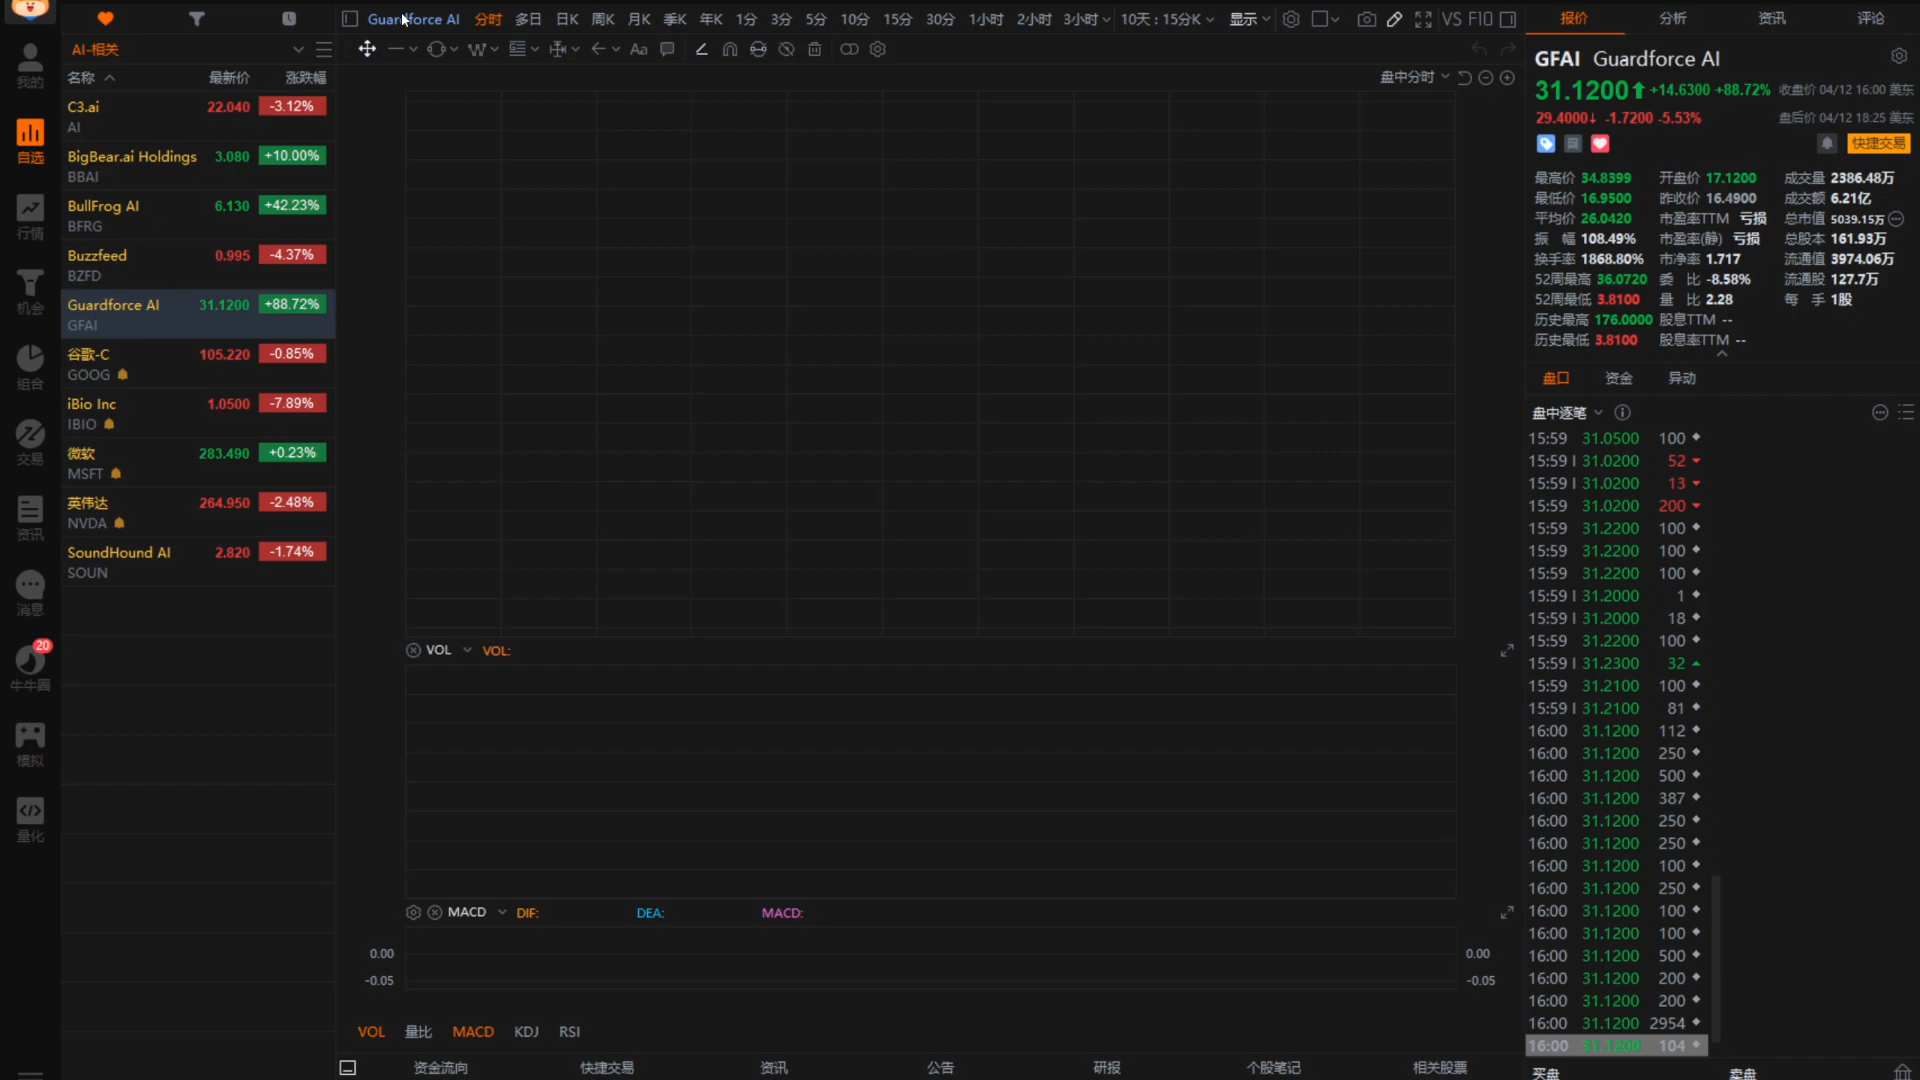 我的
自选
行情
机会
组合
交易
资讯
消息
20
牛牛圈
模拟
量化
AI-相关
名称 最新价 涨跌幅
C3.ai 22.040 -3.12%
AI
BigBear.ai Holdings 3.080 +10.00%
BBAI
BullFrog AI 6.130 +42.23%
BFRG
Buzzfeed 0.995 -4.37%
BZFD
Guardforce AI 31.1200 +88.72%
GFAI
谷歌-C 105.220 -0.85%
GOOG
iBio Inc 1.0500 -7.89%
IBIO
微软 283.490 +0.23%
MSFT
英伟达 264.950 -2.48%
NVDA
SoundHound AI 2.820 -1.74%
SOUN
Guardforce AI 分时 多日 日K 周K 月K 季K 年K 1分 3分 5分 10分 15分 30分 1小时 2小时 3小时 10天 : 15分K 显示 VS F10
Aa
盘中分时
VOL VOL:
MACD DIF: DEA: MACD:
0.00 0.00
-0.05 -0.05
VOL 量比 MACD KDJ RSI
资金流向 快捷交易 资讯 公告 研报 个股笔记 相关股票
报价 分析 资讯 评论
GFAI Guardforce AI
31.1200 +14.6300 +88.72% 收盘价 04/12 16:00 美东
29.4000↓ -1.7200 -5.53% 盘后价 04/12 18:25 美东
快捷交易
最高价 34.8399 开盘价 17.1200 成交量 2386.48万
最低价 16.9500 昨收价 16.4900 成交额 6.21亿
平均价 26.0420 市盈率TTM 亏损 总市值 5039.15万
振 幅 108.49% 市盈率(静) 亏损 总股本 161.93万
换手率 1868.80% 市净率 1.717 流通值 3974.06万
52周最高 36.0720 委 比 -8.58% 流通股 127.7万
52周最低 3.8100 量 比 2.28 每 手 1股
历史最高 176.0000 股息TTM --
历史最低 3.8100 股息率TTM --
盘口 资金 异动
盘中逐笔
15:59 31.0500 100
15:59 I 31.0200 52
15:59 I 31.0200 13
15:59 31.0200 200
15:59 31.2200 100
15:59 31.2200 100
15:59 31.2200 100
15:59 I 31.2000 1
15:59 I 31.2000 18
15:59 31.2200 100
15:59 I 31.2300 32
15:59 31.2100 100
15:59 I 31.2100 81
16:00 31.1200 112
16:00 31.1200 250
16:00 31.1200 500
16:00 31.1200 387
16:00 31.1200 250
16:00 31.1200 250
16:00 31.1200 100
16:00 31.1200 250
16:00 31.1200 100
16:00 31.1200 100
16:00 31.1200 500
16:00 31.1200 200
16:00 31.1200 200
16:00 31.1200 2954
16:00 31.1200 104
买盘 卖盘